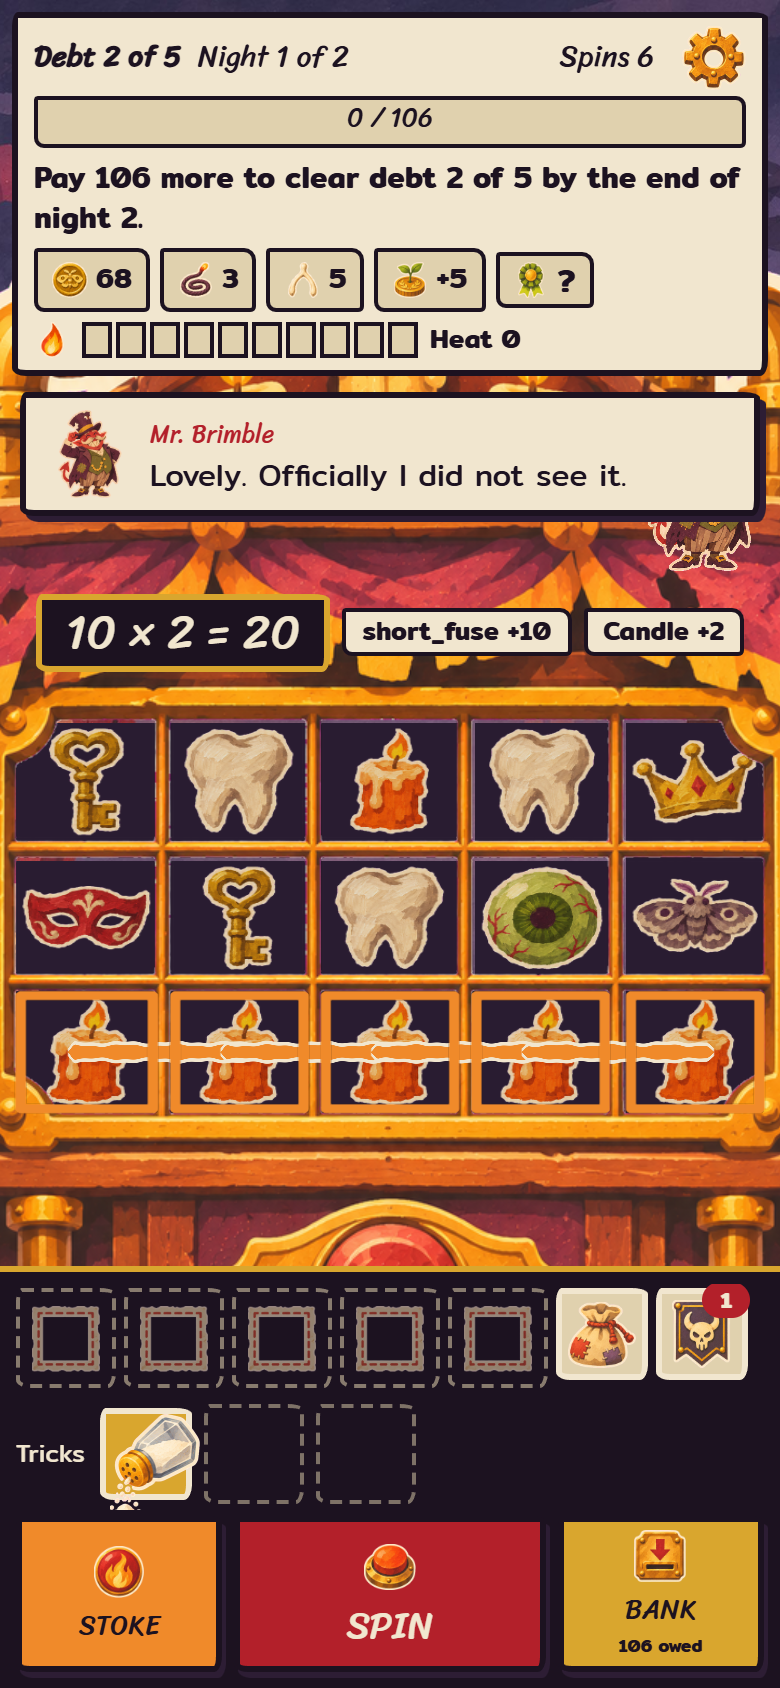 Debt 2 of 5 Night 1 of 2 Spins 6
0 / 106
Pay 106 more to clear debt 2 of 5 by the end of
night 2.
68 3 5 +5 ?
Heat 0
Mr. Brimble
Lovely. Officially I did not see it.
10 x 2 = 20 short_fuse +10 Candle +2
1
Tricks
STOKE
SPIN
BANK
106 owed